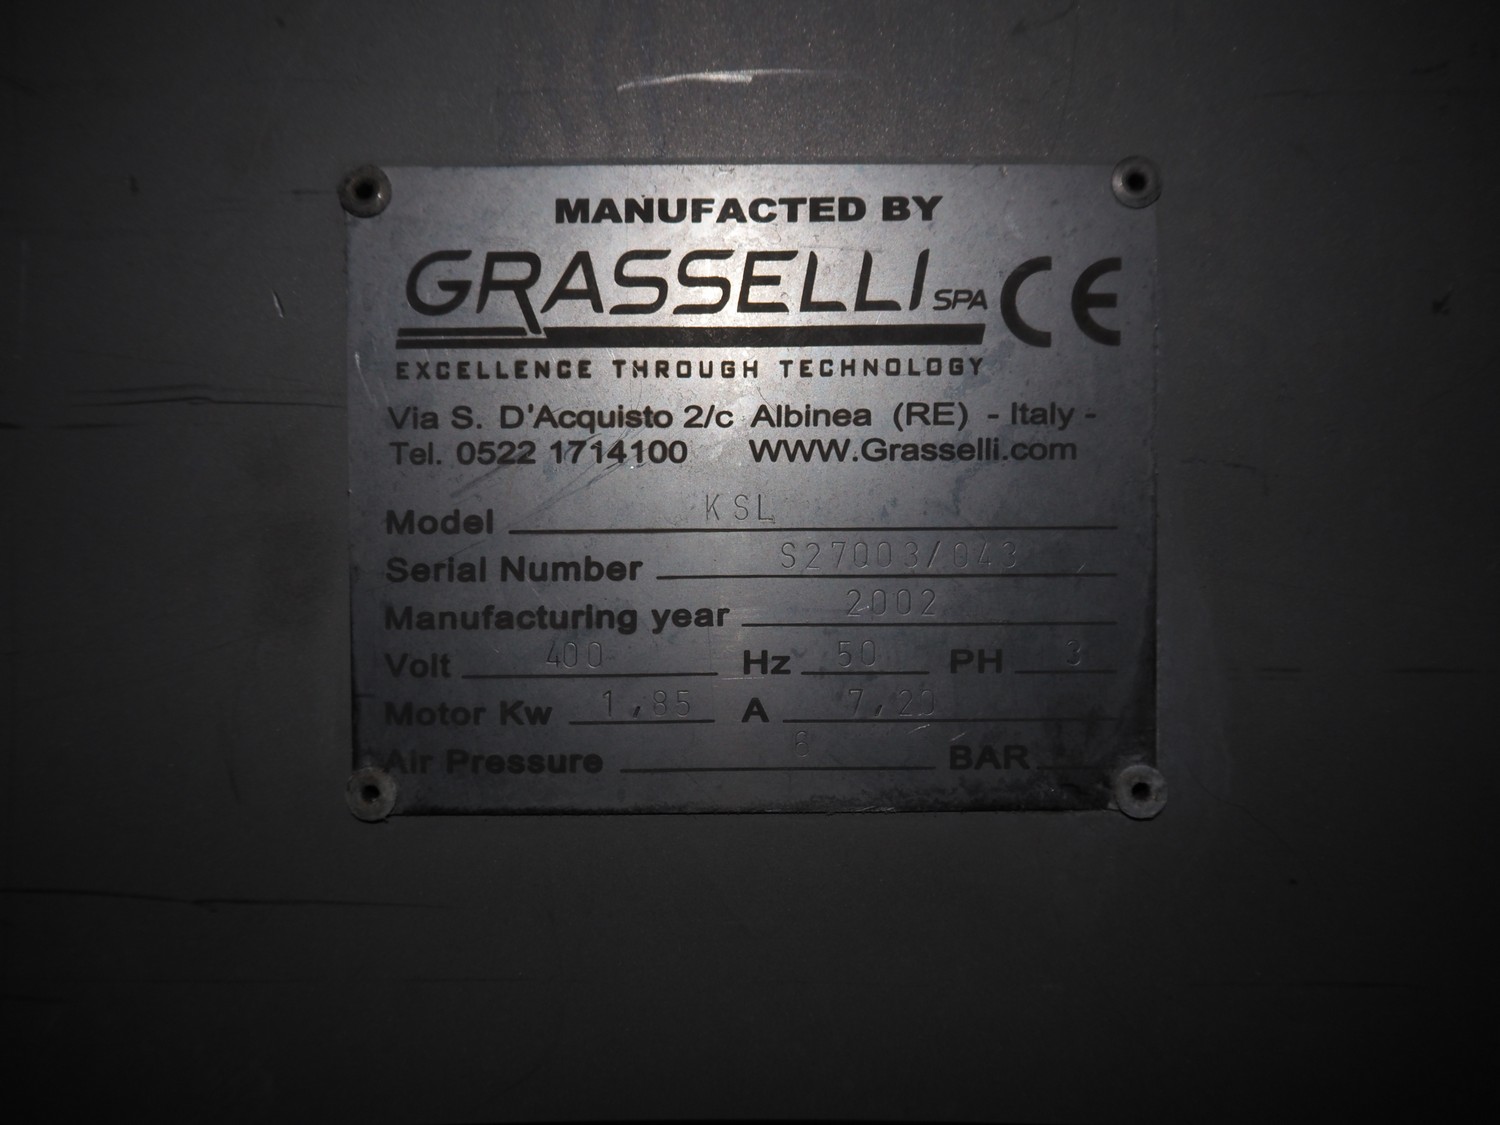 MANUFACTED BY
GRASSELLI SPA CE
EXCELLENCE THROUGH TECHNOLOGY
Via S. D'Acquisto 2/c Albinea (RE) - Italy -
Tel. 0522 1714100 WWW.Grasselli.com
Model KSL
Serial Number S27003/043
Manufacturing year 2002
Volt 400 Hz 50 PH 3
Motor Kw 1,85 A 7,20
Air Pressure 6 BAR